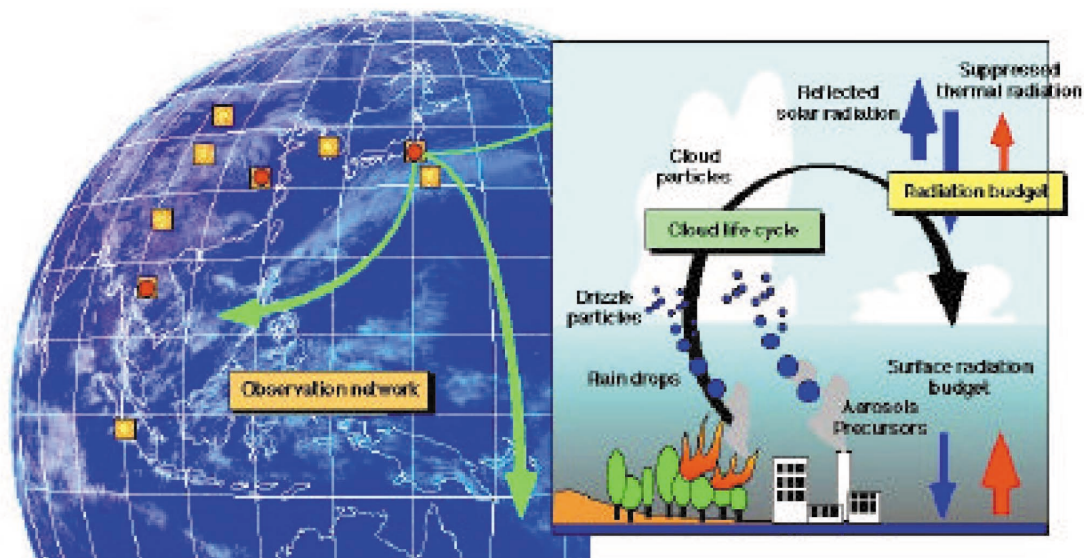 Suppressed
thermal radiation
Reflected
solar radiation
Cloud
particles
Radiation budget
Cloud life cycle
Drizzle
particles
Rain drops
Surface radiation
budget
Observation network
Aerosols
Precursors